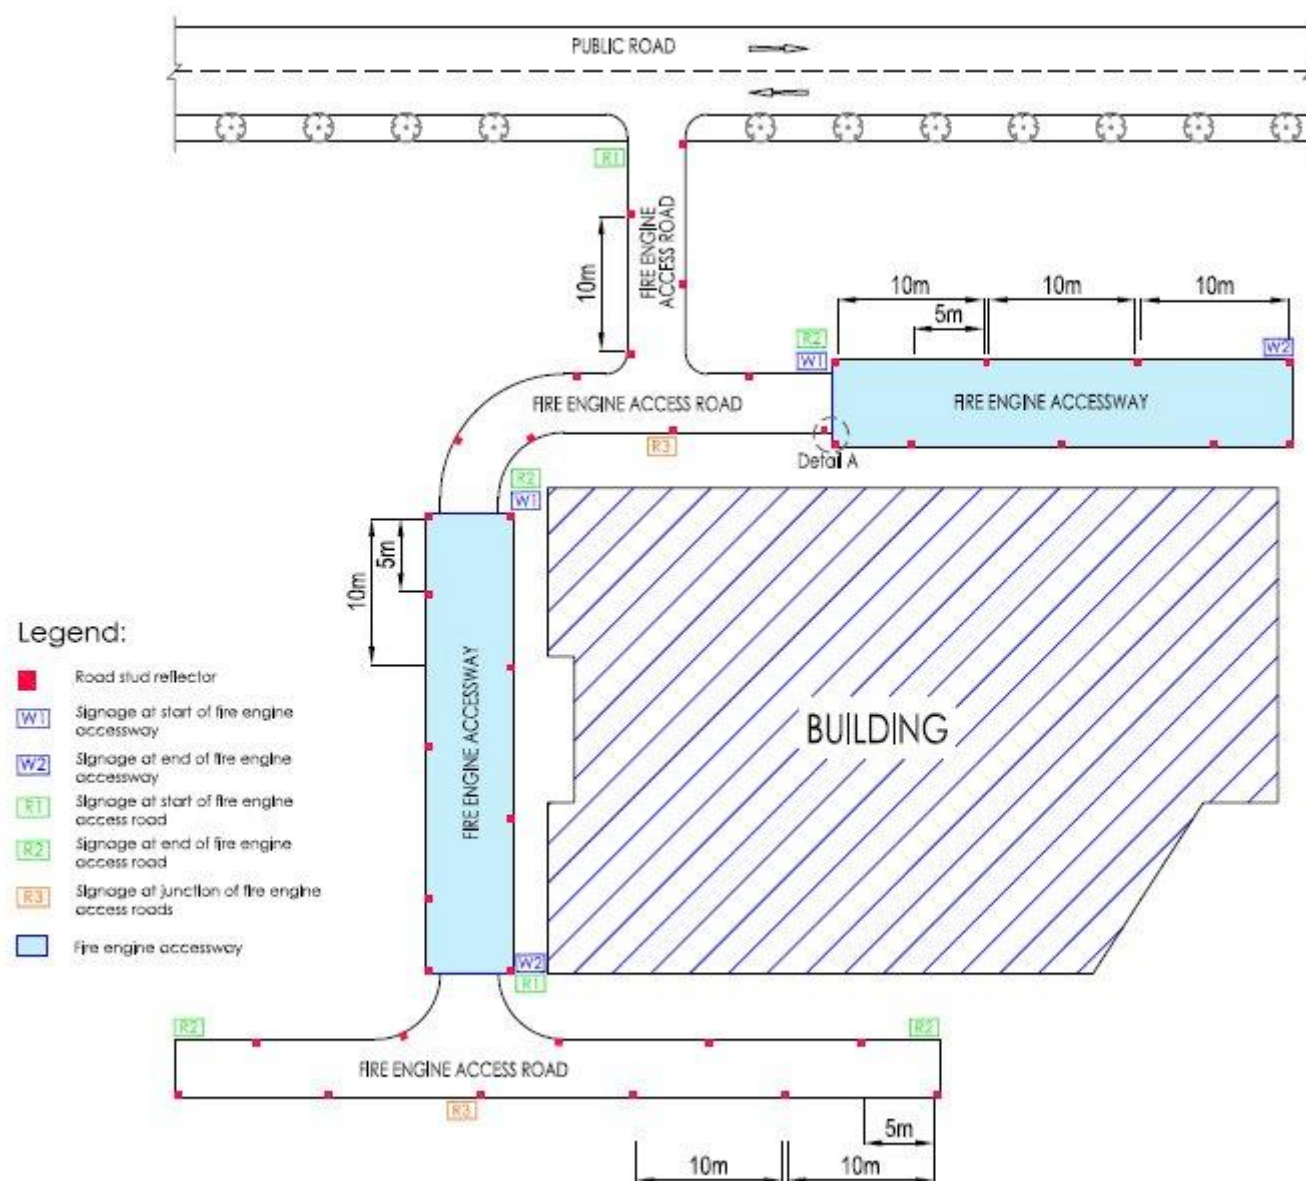 PUBLIC ROAD
R1
FIRE ENGINE
ACCESS ROAD
10m
10m
10m
10m
5m
R2
W1
W2
FIRE ENGINE ACCESS ROAD
FIRE ENGINE ACCESSWAY
R3
Detail A
R2
W1
5m
10m
FIRE ENGINE ACCESSWAY
BUILDING
Legend:
Road stud reflector
W1
Signage at start of fire engine
accessway
W2
Signage at end of fire engine
accessway
R1
Signage at start of fire engine
access road
R2
Signage at end of fire engine
access road
R3
Signage at junction of fire engine
access roads
Fire engine accessway
W2
R1
R2
R2
FIRE ENGINE ACCESS ROAD
R3
5m
10m
10m